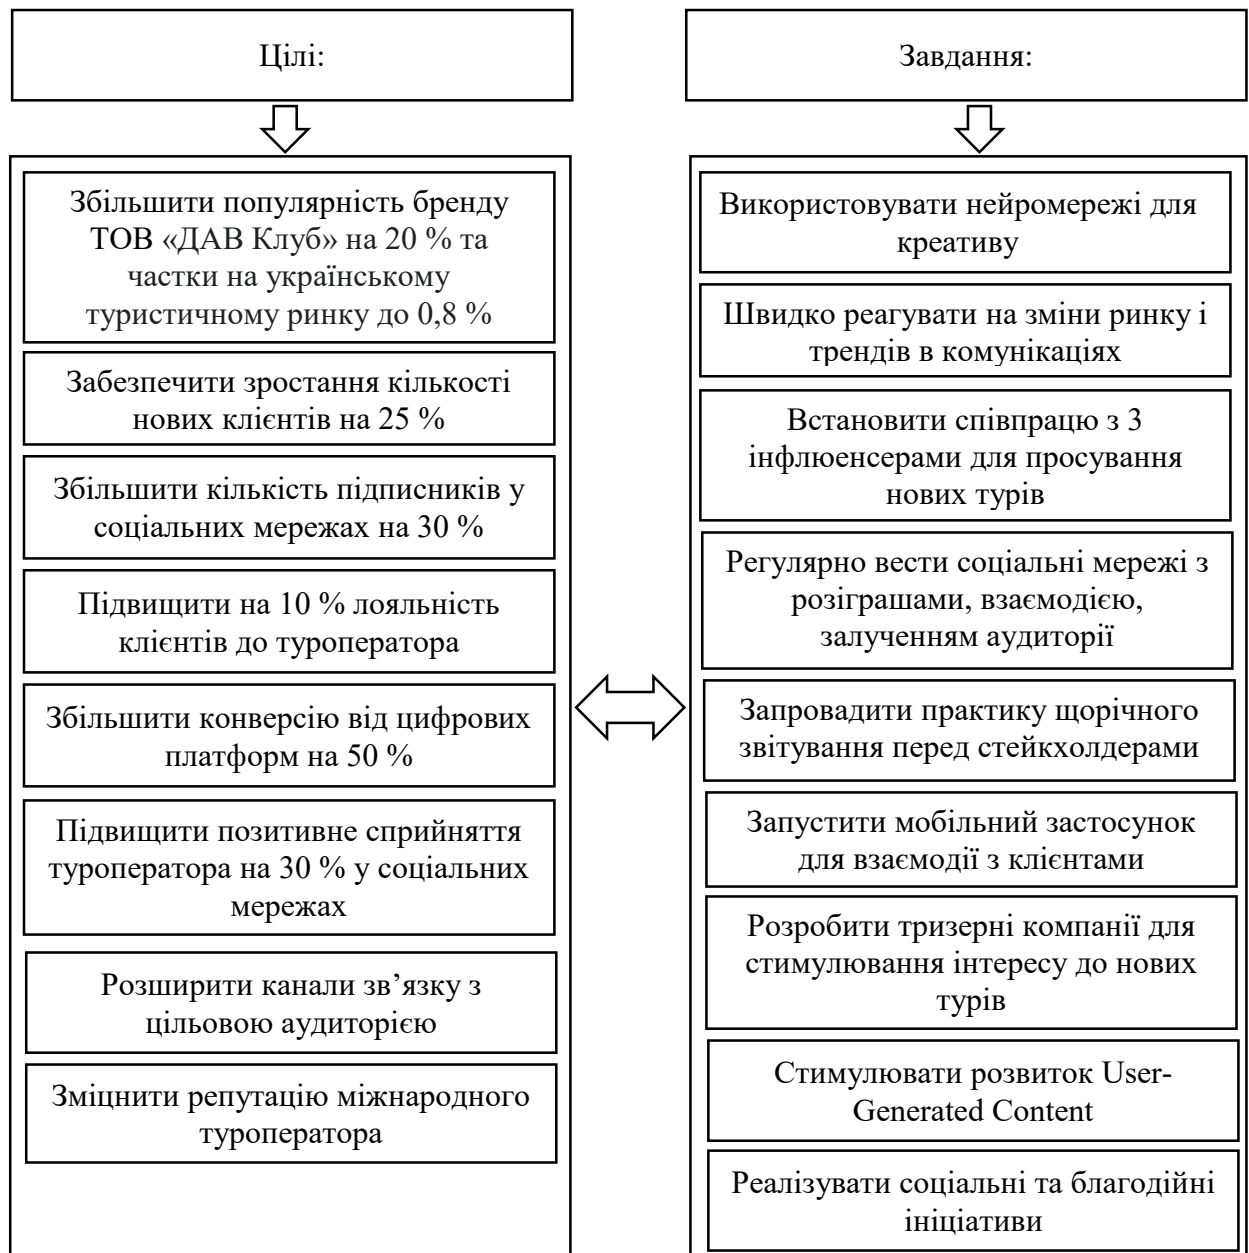 Цілі:
Збільшити популярність бренду
ТОВ «ДАВ Клуб» на 20 % та
частки на українському
туристичному ринку до 0,8 %
Забезпечити зростання кількості
нових клієнтів на 25 %
Збільшити кількість підписників у
соціальних мережах на 30 %
Підвищити на 10 % лояльність
клієнтів до туроператора
Збільшити конверсію від цифрових
платформ на 50 %
Підвищити позитивне сприйняття
туроператора на 30 % у соціальних
мережах
Розширити канали зв’язку з
цільовою аудиторією
Зміцнити репутацію міжнародного
туроператора
Завдання:
Використовувати нейромережі для
креативу
Швидко реагувати на зміни ринку і
трендів в комунікаціях
Встановити співпрацю з 3
інфлюенсерами для просування
нових турів
Регулярно вести соціальні мережі з
розіграшами, взаємодією,
залученням аудиторії
Запровадити практику щорічного
звітування перед стейкхолдерами
Запустити мобільний застосунок
для взаємодії з клієнтами
Розробити тризерні компанії для
стимулювання інтересу до нових
турів
Стимулювати розвиток User-
Generated Content
Реалізувати соціальні та благодійні
ініціативи